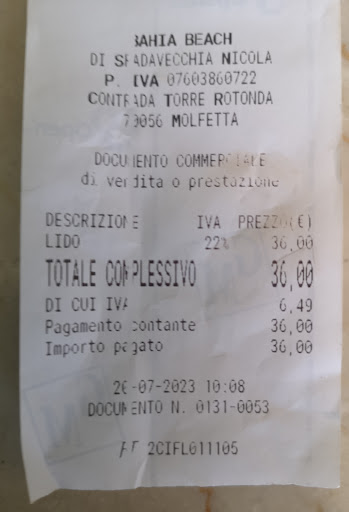 BAHIA BEACH
DI SPADAVECCHIA NICOLA
P. IVA 07603860722
CONTRADA TORRE ROTONDA
70056 MOLFETTA
DOCUMENTO COMMERCIALE
di vendita o prestazione
DESCRIZIONE IVA PREZZO(€)
LIDO 22% 36,00
TOTALE COMPLESSIVO 36,00
DI CUI IVA 6,49
Pagamento contante 36,00
Importo pagato 36,00
26-07-2023 10:08
DOCUMENTO N. 0131-0053
2CIFL011105